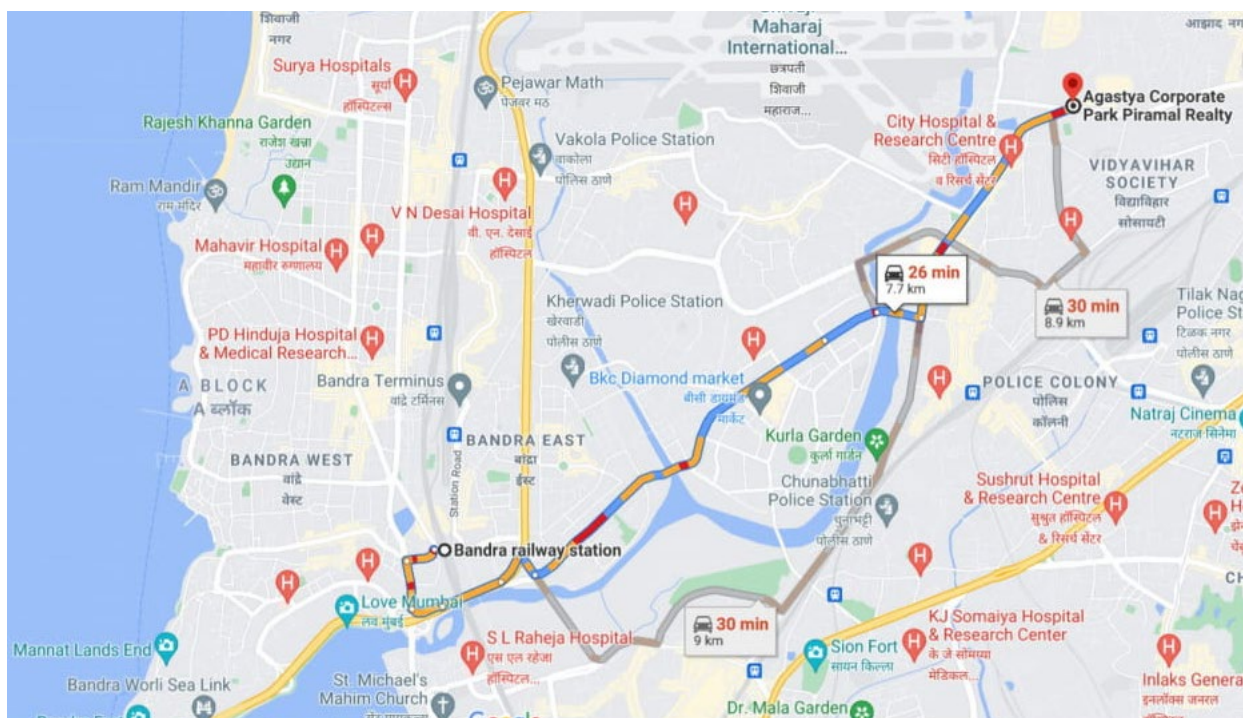 शिवाजी
नगर
Surya Hospitals
सूर्या
हॉस्पिटल्स
Rajesh Khanna Garden
राजेश खन्ना
उद्यान
Ram Mandir
राम मंदिर
Mahavir Hospital
महावीर रुग्णालय
PD Hinduja Hospital
& Medical Research...
A BLOCK
A ब्लॉक
BANDRA WEST
वांद्रे
वेस्ट
Pejawar Math
पेजवर मठ
Vakola Police Station
वाकोला
पोलिस ठाणे
V N Desai Hospital
वी. एन. देसाई
हॉस्पिटल
Maharaj
International...
छत्रपती
शिवाजी
महाराज...
Kherwadi Police Station
खेरवाडी
पोलीस ठाणे
Bandra Terminus
वांद्रे टर्मिनस
Station Road
BANDRA EAST
बांद्रा
ईस्ट
Bkc Diamond market
बीसी डायमंड
मार्केट
City Hospital &
Research Centre
सिटी हॉस्पिटल
व रिसर्च सेंटर
Agastya Corporate
Park Piramal Realty
VIDYAVIHAR
SOCIETY
विद्याविहार
सोसायटी
26 min
7.7 km
30 min
8.9 km
Tilak Nag
Police St
टिळक नगर
पोलीस ठाणे
POLICE COLONY
पोलिस
कॉलनी
Natraj Cinema
नटराज सिनेमा
Kurla Garden
कुर्ला गार्डन
Chunabhatti
Police Station
चुनाभट्टी
पोलीस ठाणे
Sushrut Hospital
& Research Centre
सुश्रुत हॉस्पिटल
& रिसर्च सेंटर
Bandra railway station
Love Mumbai
लव मुंबई
Mannat Lands End
Bandra Worli Sea Link
S L Raheja Hospital
एस एल रहेजा
हॉस्पिटल...
St. Michael's
Mahim Church
30 min
9 km
Sion Fort
सायन किल्ला
KJ Somaiya Hospital
& Research Center
के जे सोमय्या
मेडिकल...
Inlaks Genera
इनलॉक्स जनरल
Dr. Mala Garden